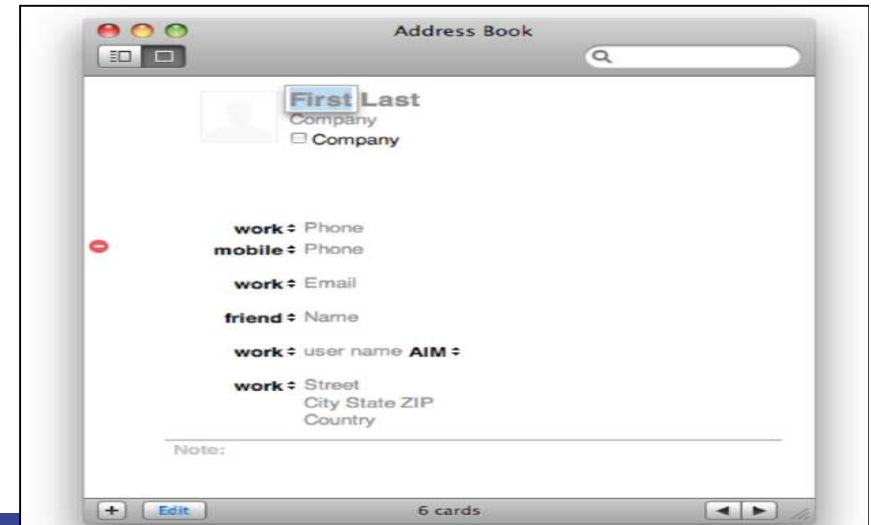 Address Book
First Last
Company
Company
work Phone
mobile Phone
work Email
friend Name
work user name AIM
work Street
City State ZIP
Country
Note:
+ Edit 6 cards